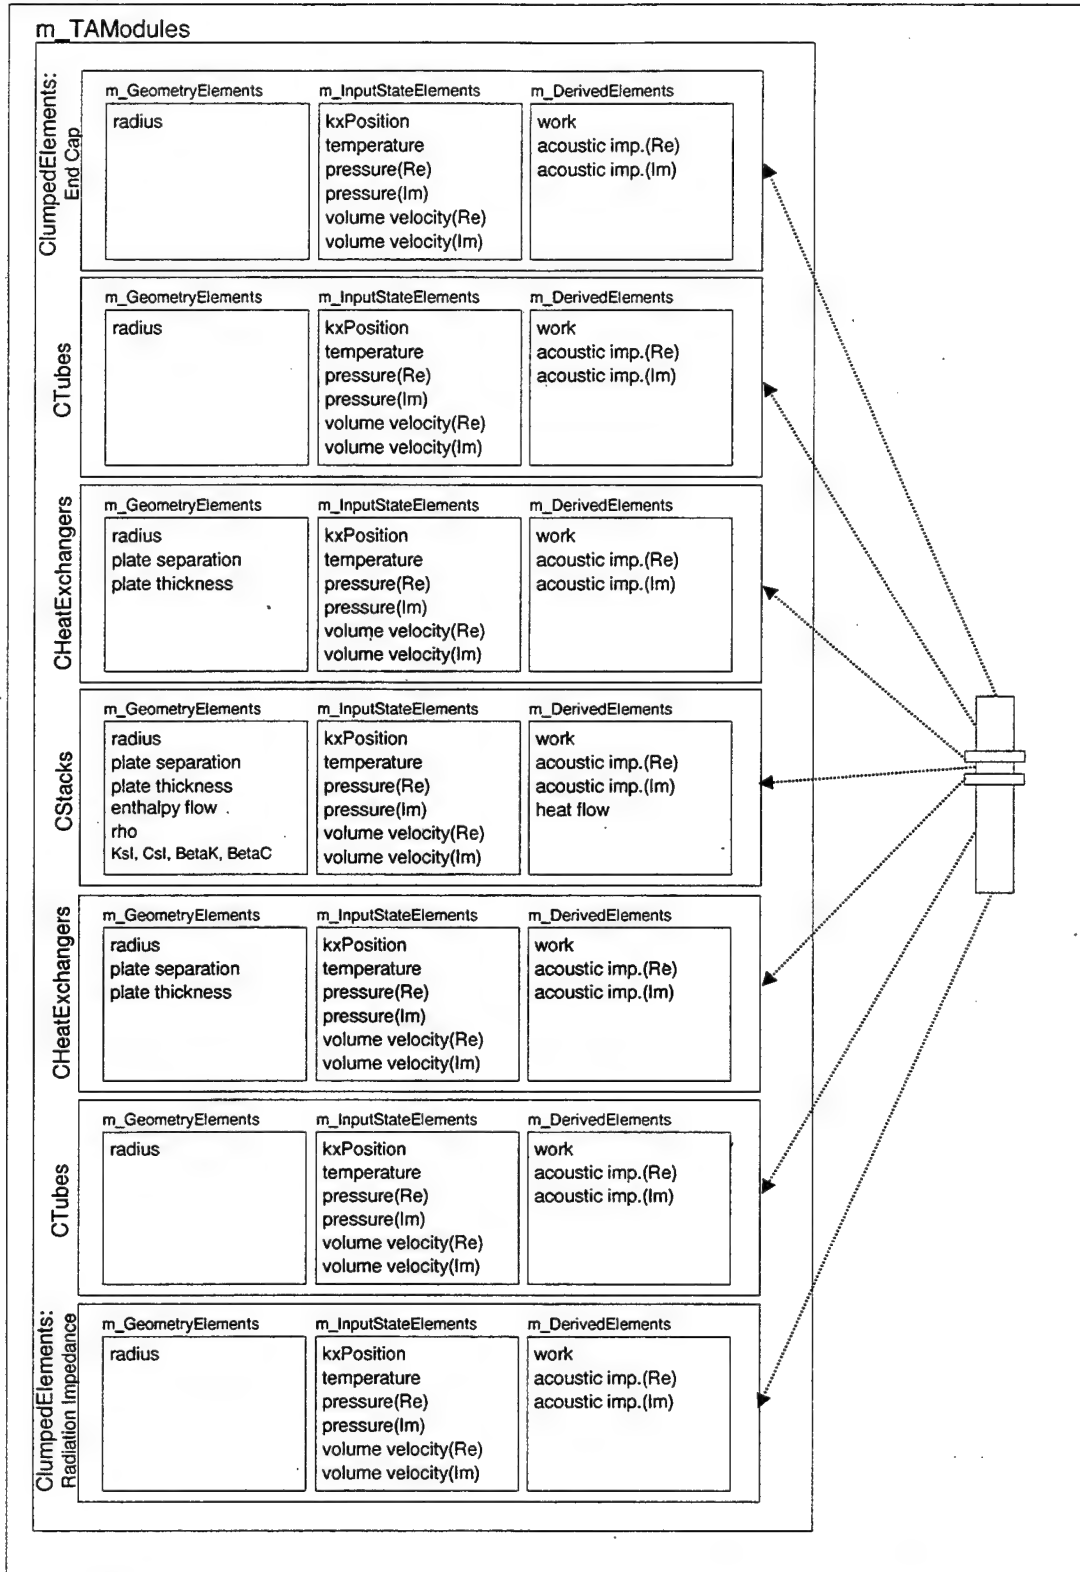 m_TAModules
ClumpedElements:
End Cap
m_GeometryElements
radius
m_InputStateElements
kxPosition
temperature
pressure(Re)
pressure(Im)
volume velocity(Re)
volume velocity(Im)
m_DerivedElements
work
acoustic imp.(Re)
acoustic imp.(Im)
CTubes
m_GeometryElements
radius
m_InputStateElements
kxPosition
temperature
pressure(Re)
pressure(Im)
volume velocity(Re)
volume velocity(Im)
m_DerivedElements
work
acoustic imp.(Re)
acoustic imp.(Im)
CHeatExchangers
m_GeometryElements
radius
plate separation
plate thickness
m_InputStateElements
kxPosition
temperature
pressure(Re)
pressure(Im)
volume velocity(Re)
volume velocity(Im)
m_DerivedElements
work
acoustic imp.(Re)
acoustic imp.(Im)
CStacks
m_GeometryElements
radius
plate separation
plate thickness
enthalpy flow
rho
Ksl, Csl, BetaK, BetaC
m_InputStateElements
kxPosition
temperature
pressure(Re)
pressure(Im)
volume velocity(Re)
volume velocity(Im)
m_DerivedElements
work
acoustic imp.(Re)
acoustic imp.(Im)
heat flow
CHeatExchangers
m_GeometryElements
radius
plate separation
plate thickness
m_InputStateElements
kxPosition
temperature
pressure(Re)
pressure(Im)
volume velocity(Re)
volume velocity(Im)
m_DerivedElements
work
acoustic imp.(Re)
acoustic imp.(Im)
CTubes
m_GeometryElements
radius
m_InputStateElements
kxPosition
temperature
pressure(Re)
pressure(Im)
volume velocity(Re)
volume velocity(Im)
m_DerivedElements
work
acoustic imp.(Re)
acoustic imp.(Im)
ClumpedElements:
Radiation Impedance
m_GeometryElements
radius
m_InputStateElements
kxPosition
temperature
pressure(Re)
pressure(Im)
volume velocity(Re)
volume velocity(Im)
m_DerivedElements
work
acoustic imp.(Re)
acoustic imp.(Im)